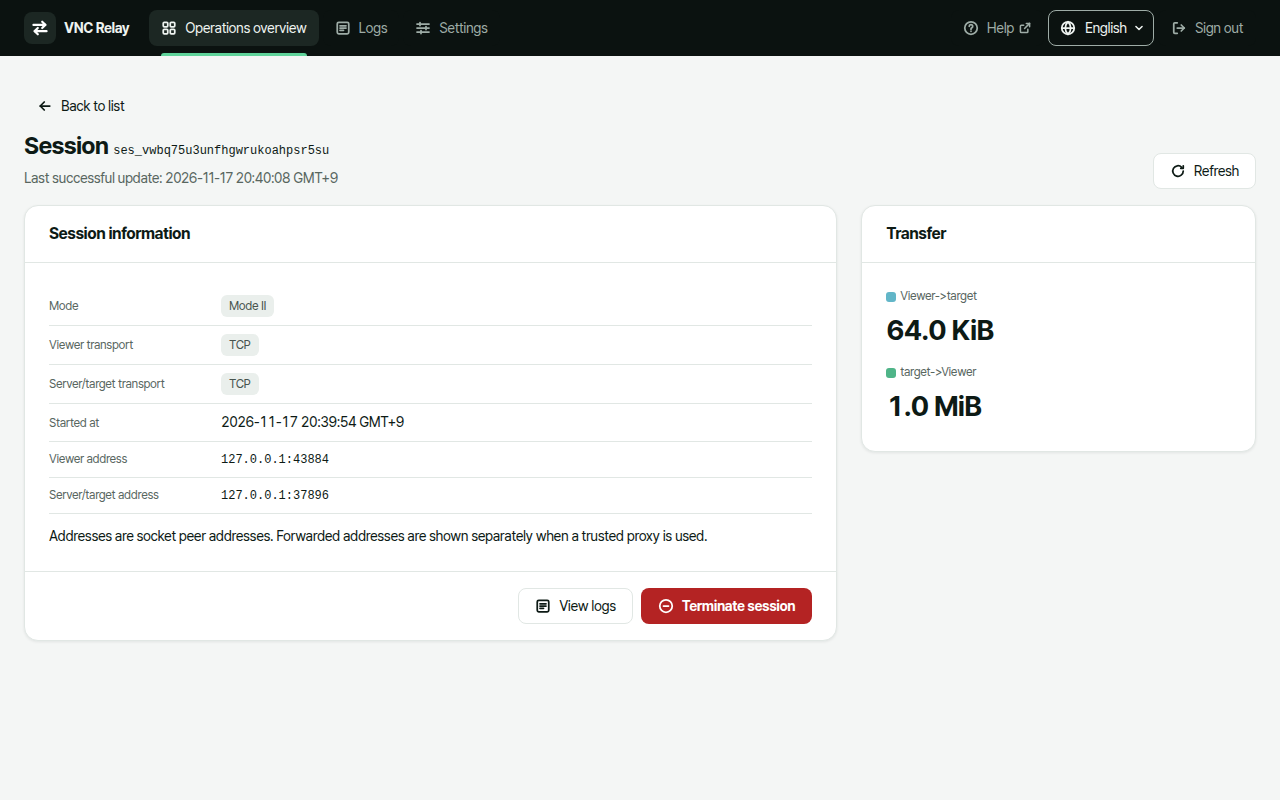 VNC Relay
Operations overview
Logs
Settings
Help
English
Sign out
Back to list
Session ses_vwbq75u3unfhgwrukoahpsr5su
Last successful update: 2026-11-17 20:40:08 GMT+9
Refresh
Session information
Mode Mode II
Viewer transport TCP
Server/target transport TCP
Started at 2026-11-17 20:39:54 GMT+9
Viewer address 127.0.0.1:43884
Server/target address 127.0.0.1:37896
Addresses are socket peer addresses. Forwarded addresses are shown separately when a trusted proxy is used.
View logs
Terminate session
Transfer
Viewer->target
64.0 KiB
target->Viewer
1.0 MiB